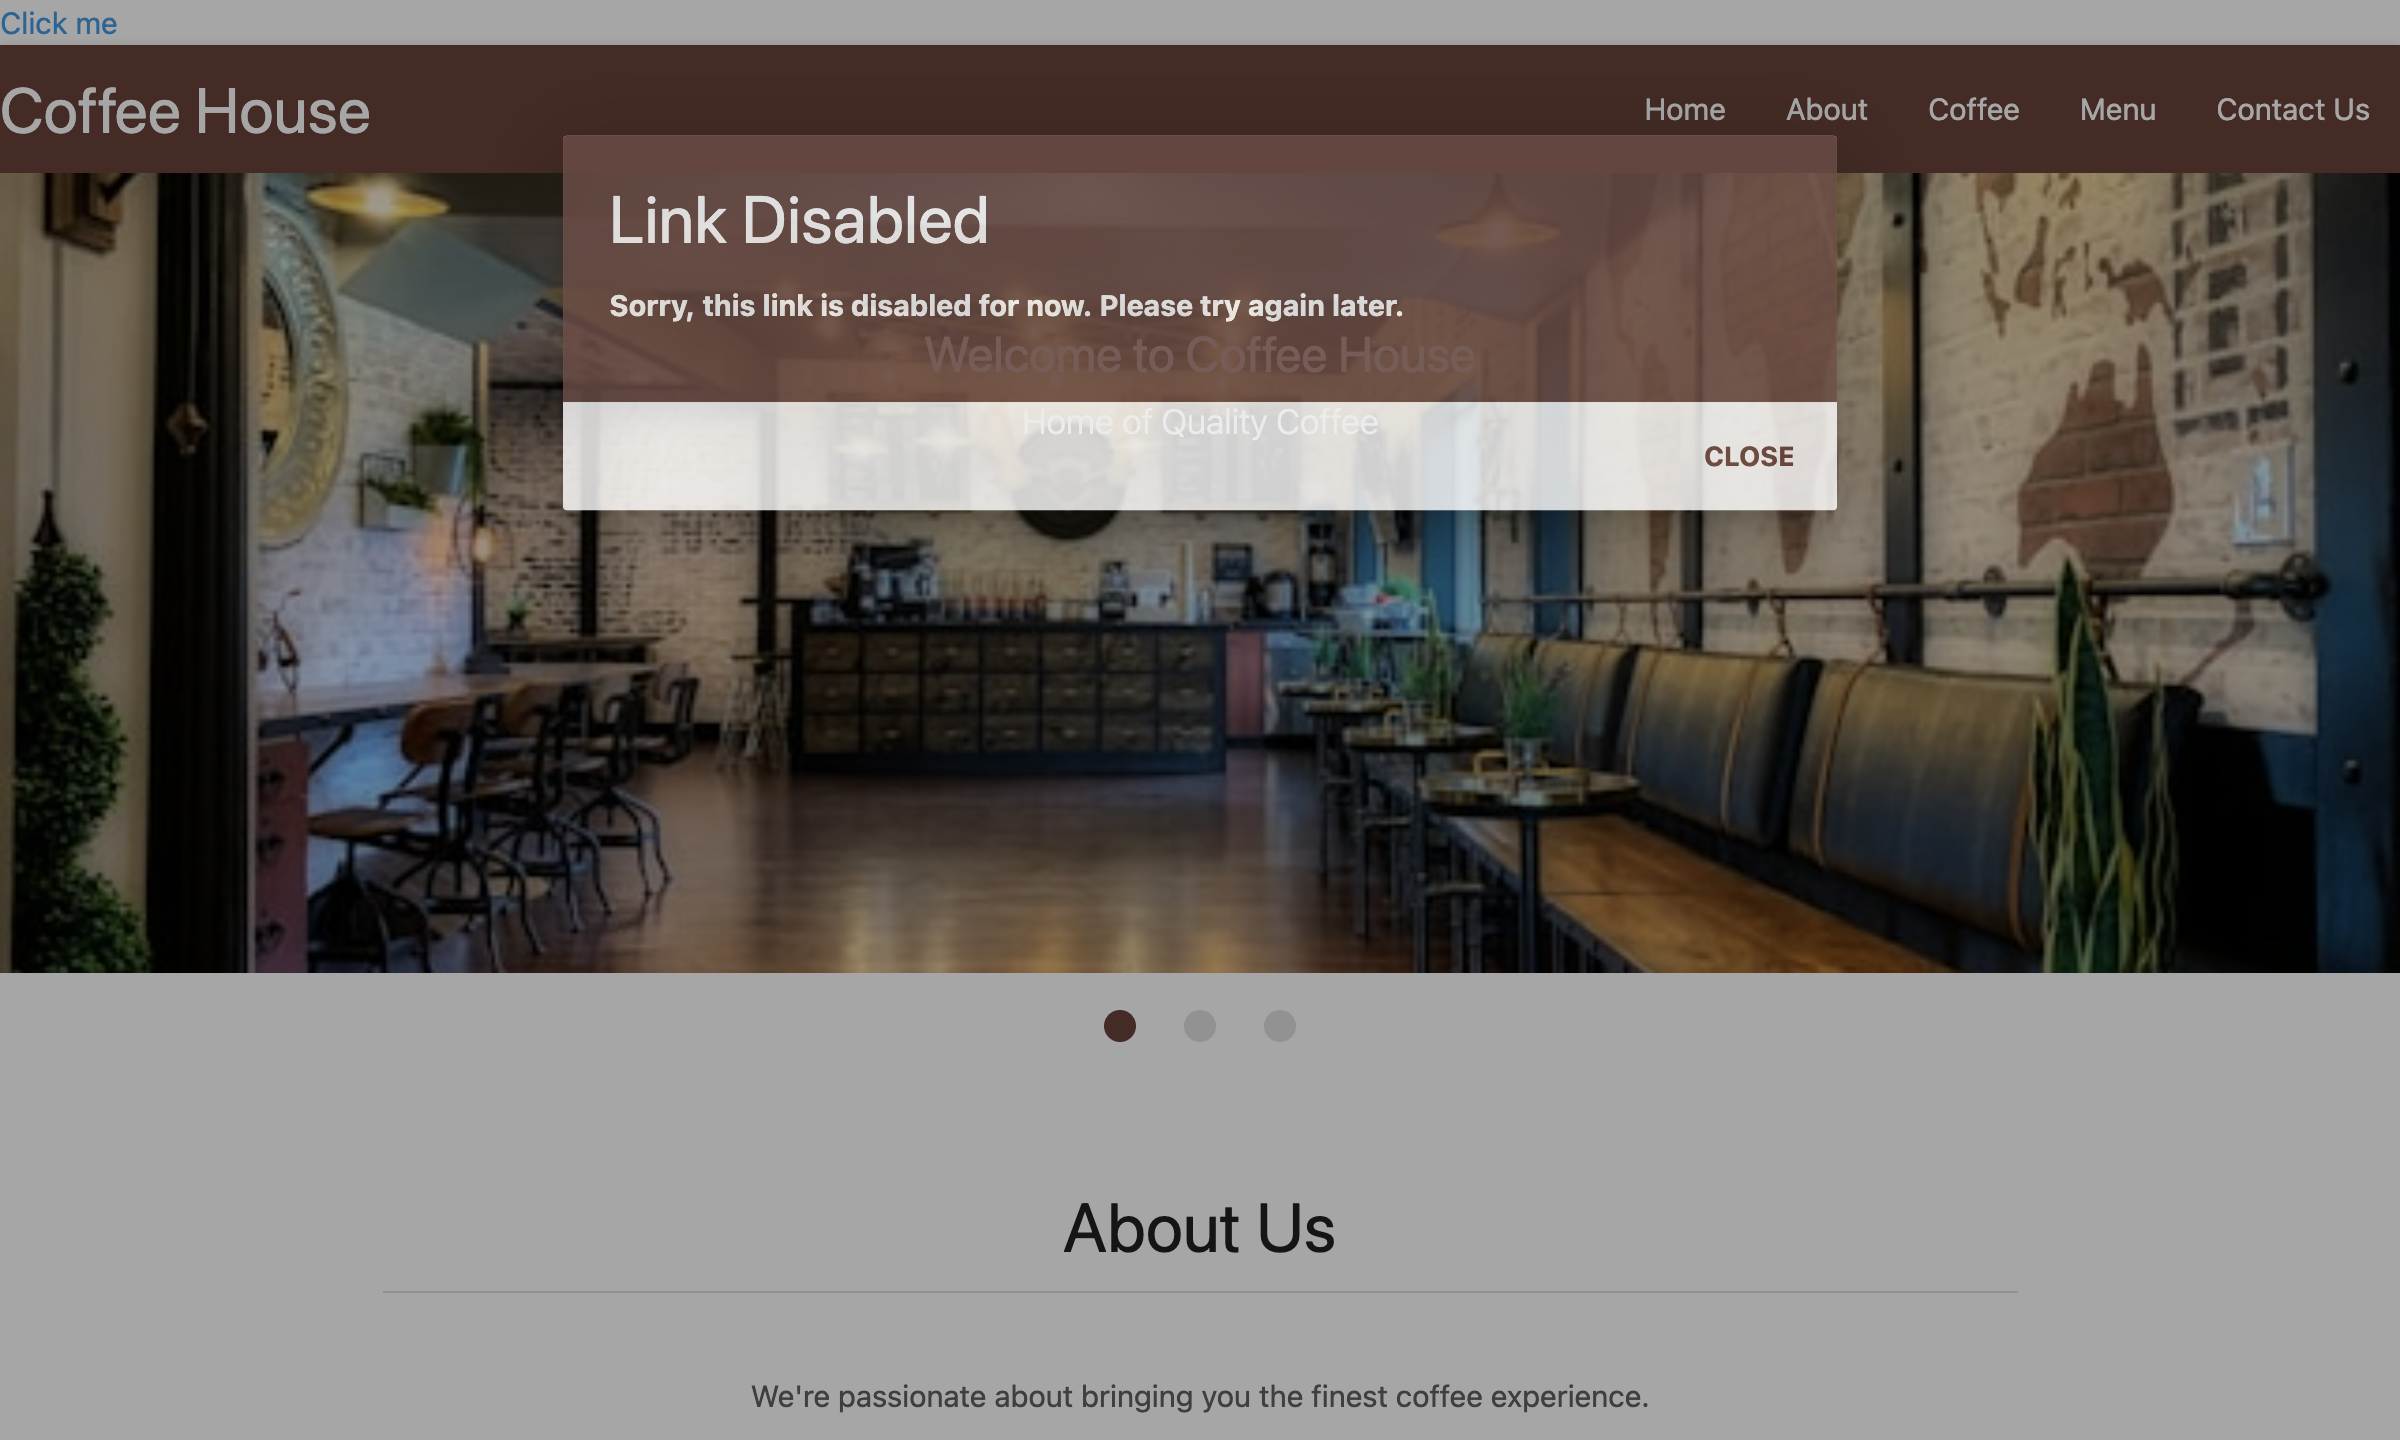 Click me
Coffee House
Home
About
Coffee
Menu
Contact Us
Link Disabled
Sorry, this link is disabled for now. Please try again later.
Welcome to Coffee House
Home of Quality Coffee
CLOSE
About Us
We're passionate about bringing you the finest coffee experience.